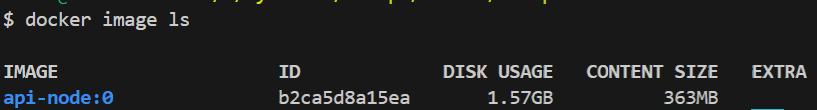 $ docker image ls
IMAGE ID DISK USAGE CONTENT SIZE EXTRA
api-node:0 b2ca5d8a15ea 1.57GB 363MB